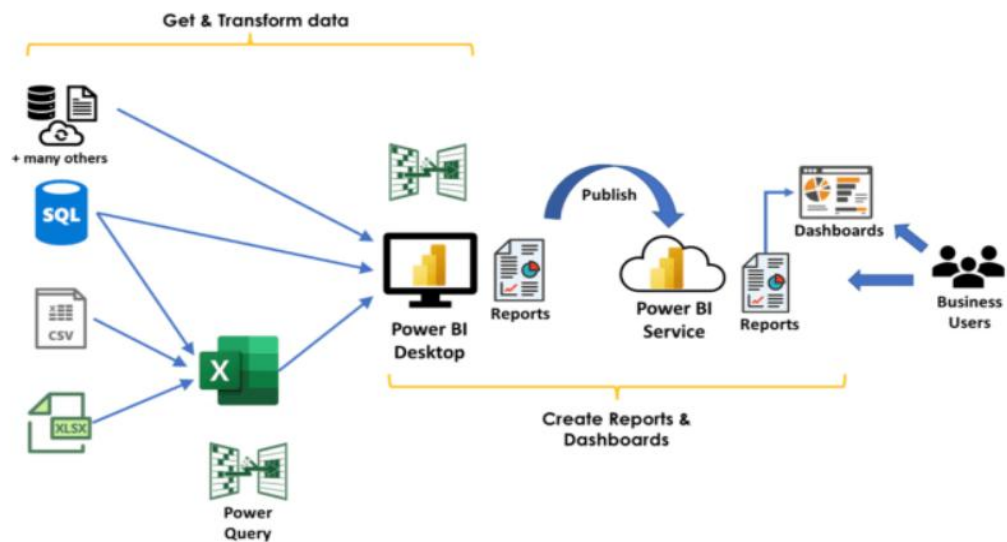 Get & Transform data
+ many others
SQL
CSV
XLSX
X
Power
Query
Power BI
Desktop
Reports
Publish
Power BI
Service
Reports
Dashboards
Business
Users
Create Reports &
Dashboards